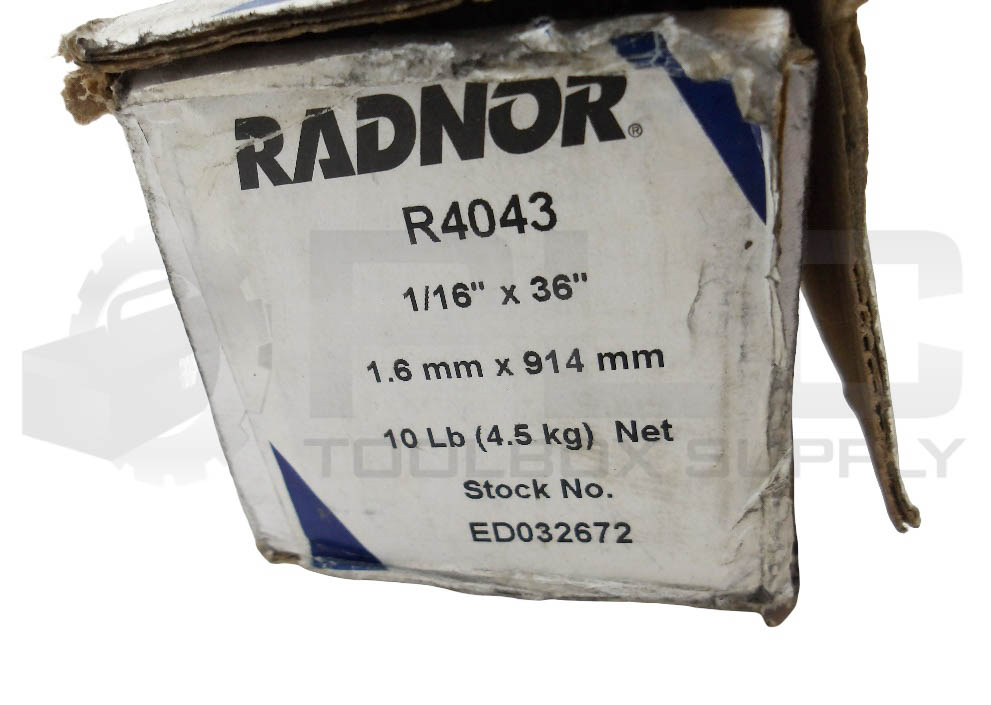 RADNOR®
R4043
1/16" x 36"
1.6 mm x 914 mm
10 Lb (4.5 kg) Net
Stock No.
ED032672
PLC
TOOLBOX SUPPLY